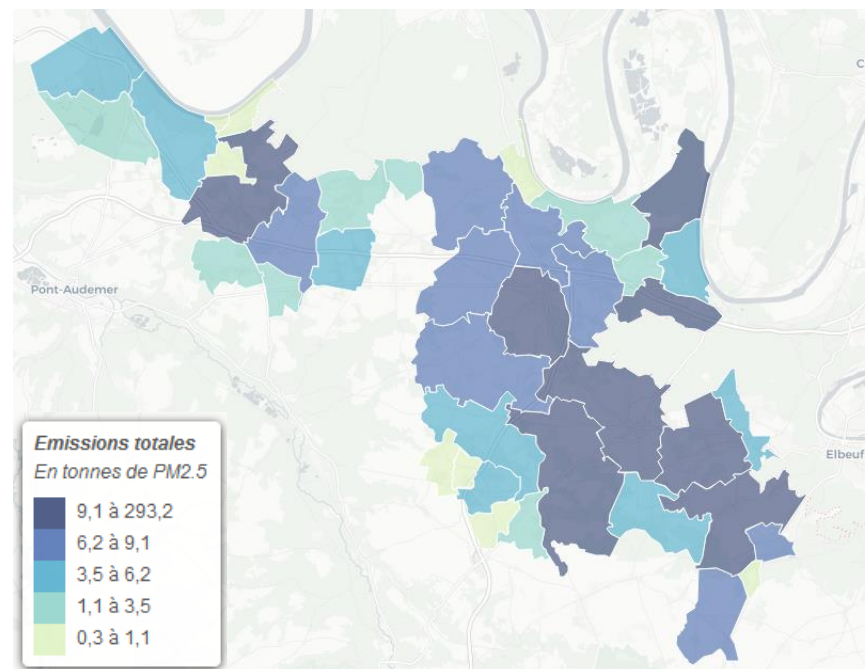 C
Pont-Audemer
Elbeuf
Emissions totales
En tonnes de PM2.5
9,1 à 293,2
6,2 à 9,1
3,5 à 6,2
1,1 à 3,5
0,3 à 1,1